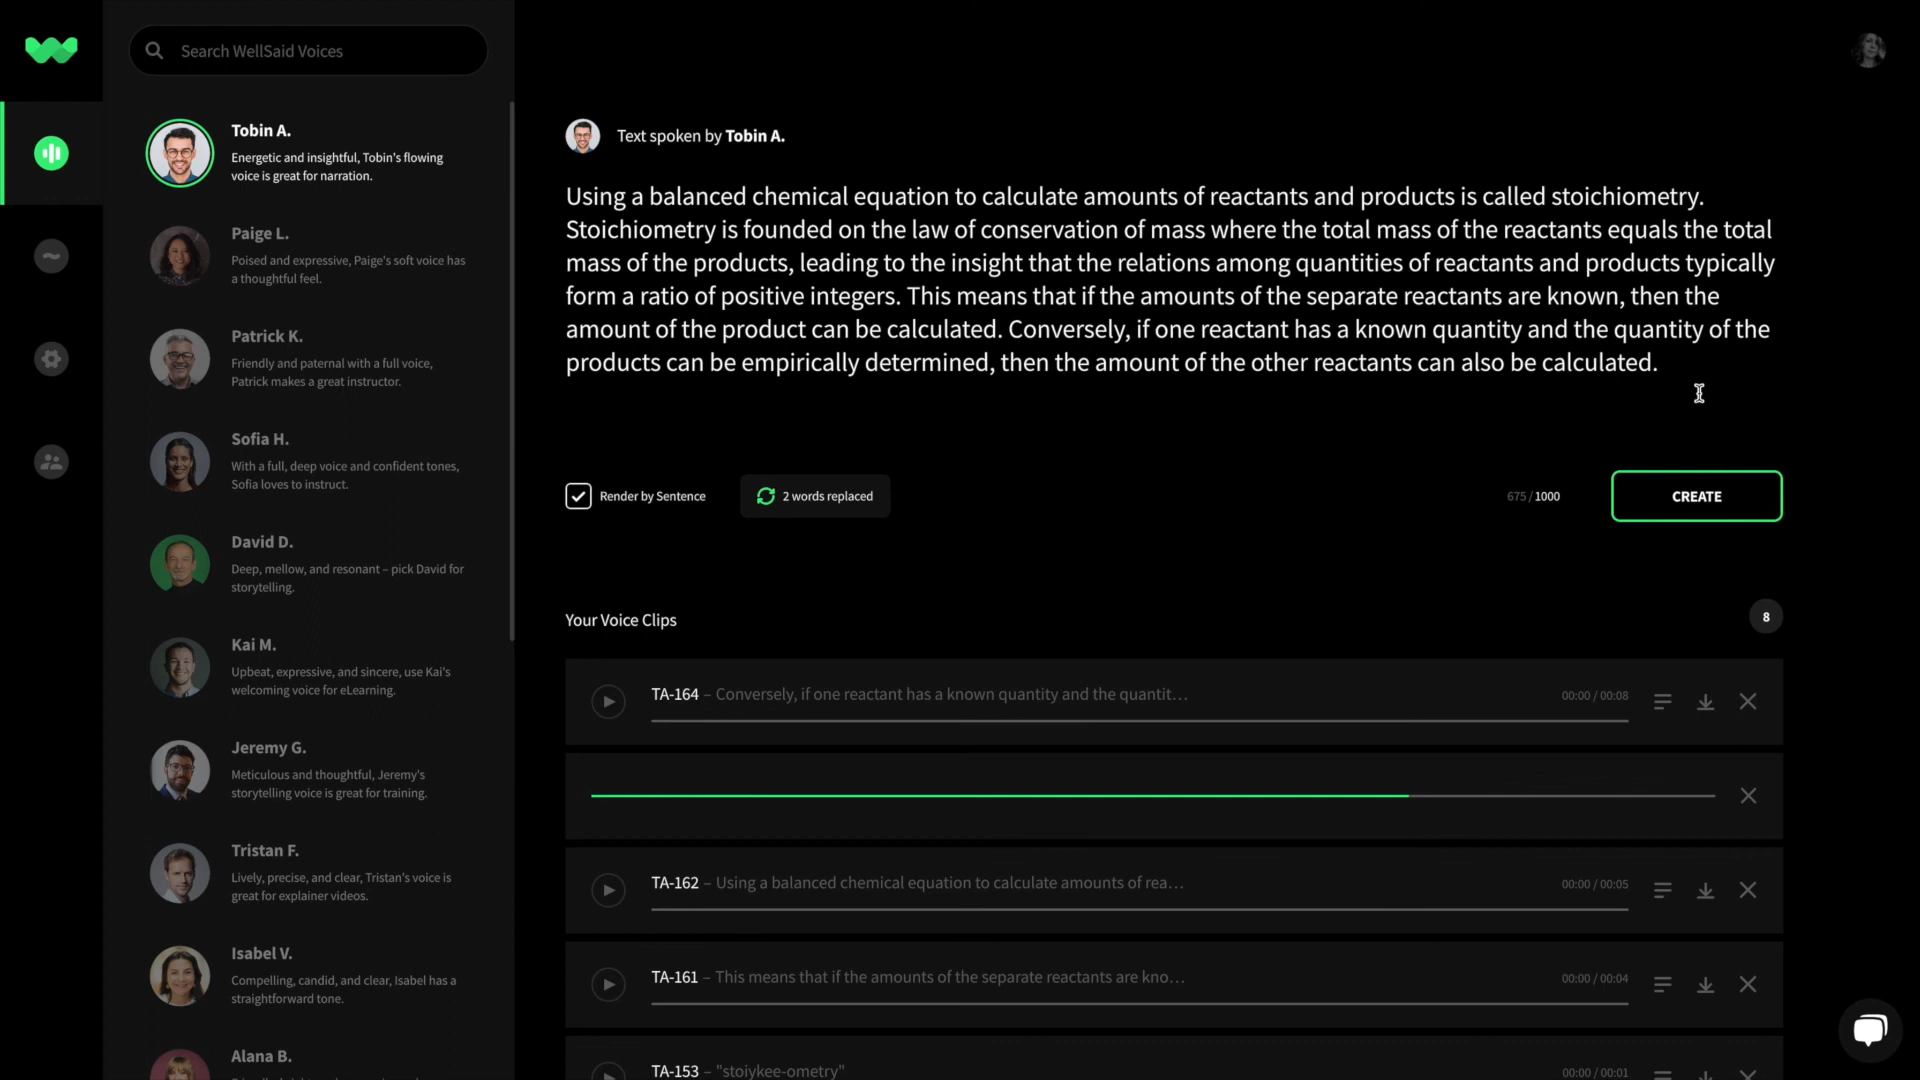 Search WellSaid Voices
Tobin A.
Energetic and insightful, Tobin's flowing
voice is great for narration.
Paige L.
Poised and expressive, Paige's soft voice has
a thoughtful feel.
Patrick K.
Friendly and paternal with a full voice,
Patrick makes a great instructor.
Sofia H.
With a full, deep voice and confident tones,
Sofia loves to instruct.
David D.
Deep, mellow, and resonant – pick David for
storytelling.
Kai M.
Upbeat, expressive, and sincere, use Kai's
welcoming voice for eLearning.
Jeremy G.
Meticulous and thoughtful, Jeremy's
storytelling voice is great for training.
Tristan F.
Lively, precise, and clear, Tristan's voice is
great for explainer videos.
Isabel V.
Compelling, candid, and clear, Isabel has a
straightforward tone.
Alana B.
Text spoken by Tobin A.
Using a balanced chemical equation to calculate amounts of reactants and products is called stoichiometry.
Stoichiometry is founded on the law of conservation of mass where the total mass of the reactants equals the total
mass of the products, leading to the insight that the relations among quantities of reactants and products typically
form a ratio of positive integers. This means that if the amounts of the separate reactants are known, then the
amount of the product can be calculated. Conversely, if one reactant has a known quantity and the quantity of the
products can be empirically determined, then the amount of the other reactants can also be calculated.
Render by Sentence
2 words replaced
675 / 1000
CREATE
Your Voice Clips
8
TA-164 – Conversely, if one reactant has a known quantity and the quantit…
00:00 / 00:08
TA-162 – Using a balanced chemical equation to calculate amounts of rea…
00:00 / 00:05
TA-161 – This means that if the amounts of the separate reactants are kno…
00:00 / 00:04
TA-153 – "stoiykee-ometry"
00:00 / 00:01